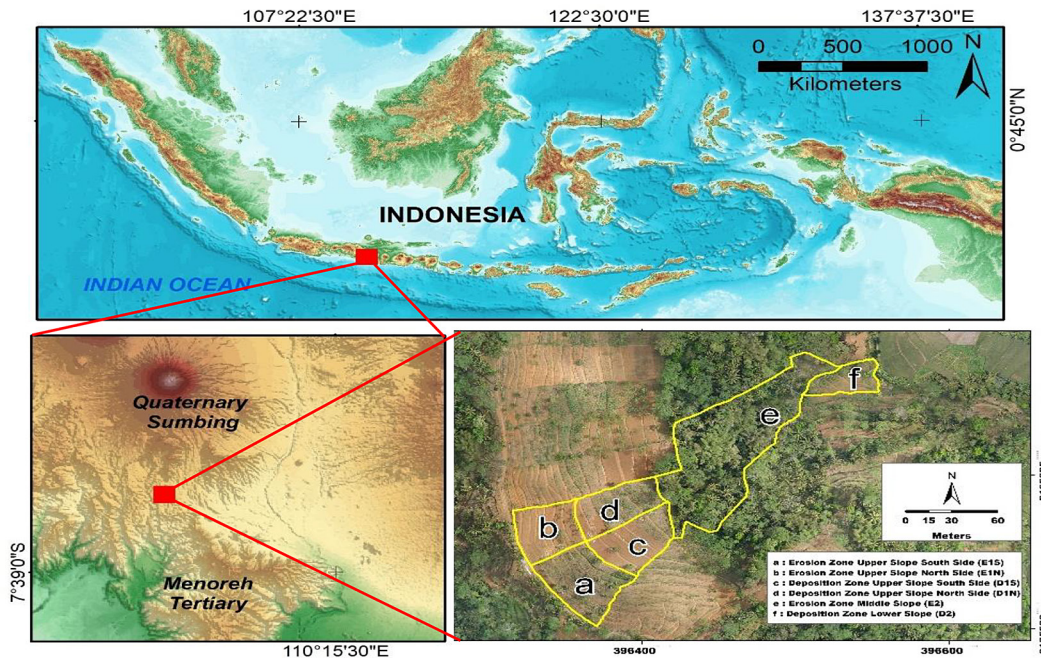 107°22'30"E 122°30'0"E 137°37'30"E
0 500 1000
Kilometers
N
0°45'0"N
INDONESIA
INDIAN OCEAN
Quaternary
Sumbing
Menoreh
Tertiary
7°39'0"S
110°15'30"E
f
e
d
b
c
a
N
0 15 30 60
Meters
a : Erosion Zone Upper Slope South Side (E1S)
b : Erosion Zone Upper Slope North Side (E1N)
c : Deposition Zone Upper Slope South Side (D1S)
d : Deposition Zone Upper Slope North Side (D1N)
e : Erosion Zone Middle Slope (E2)
f : Deposition Zone Lower Slope (D2)
396400 396600